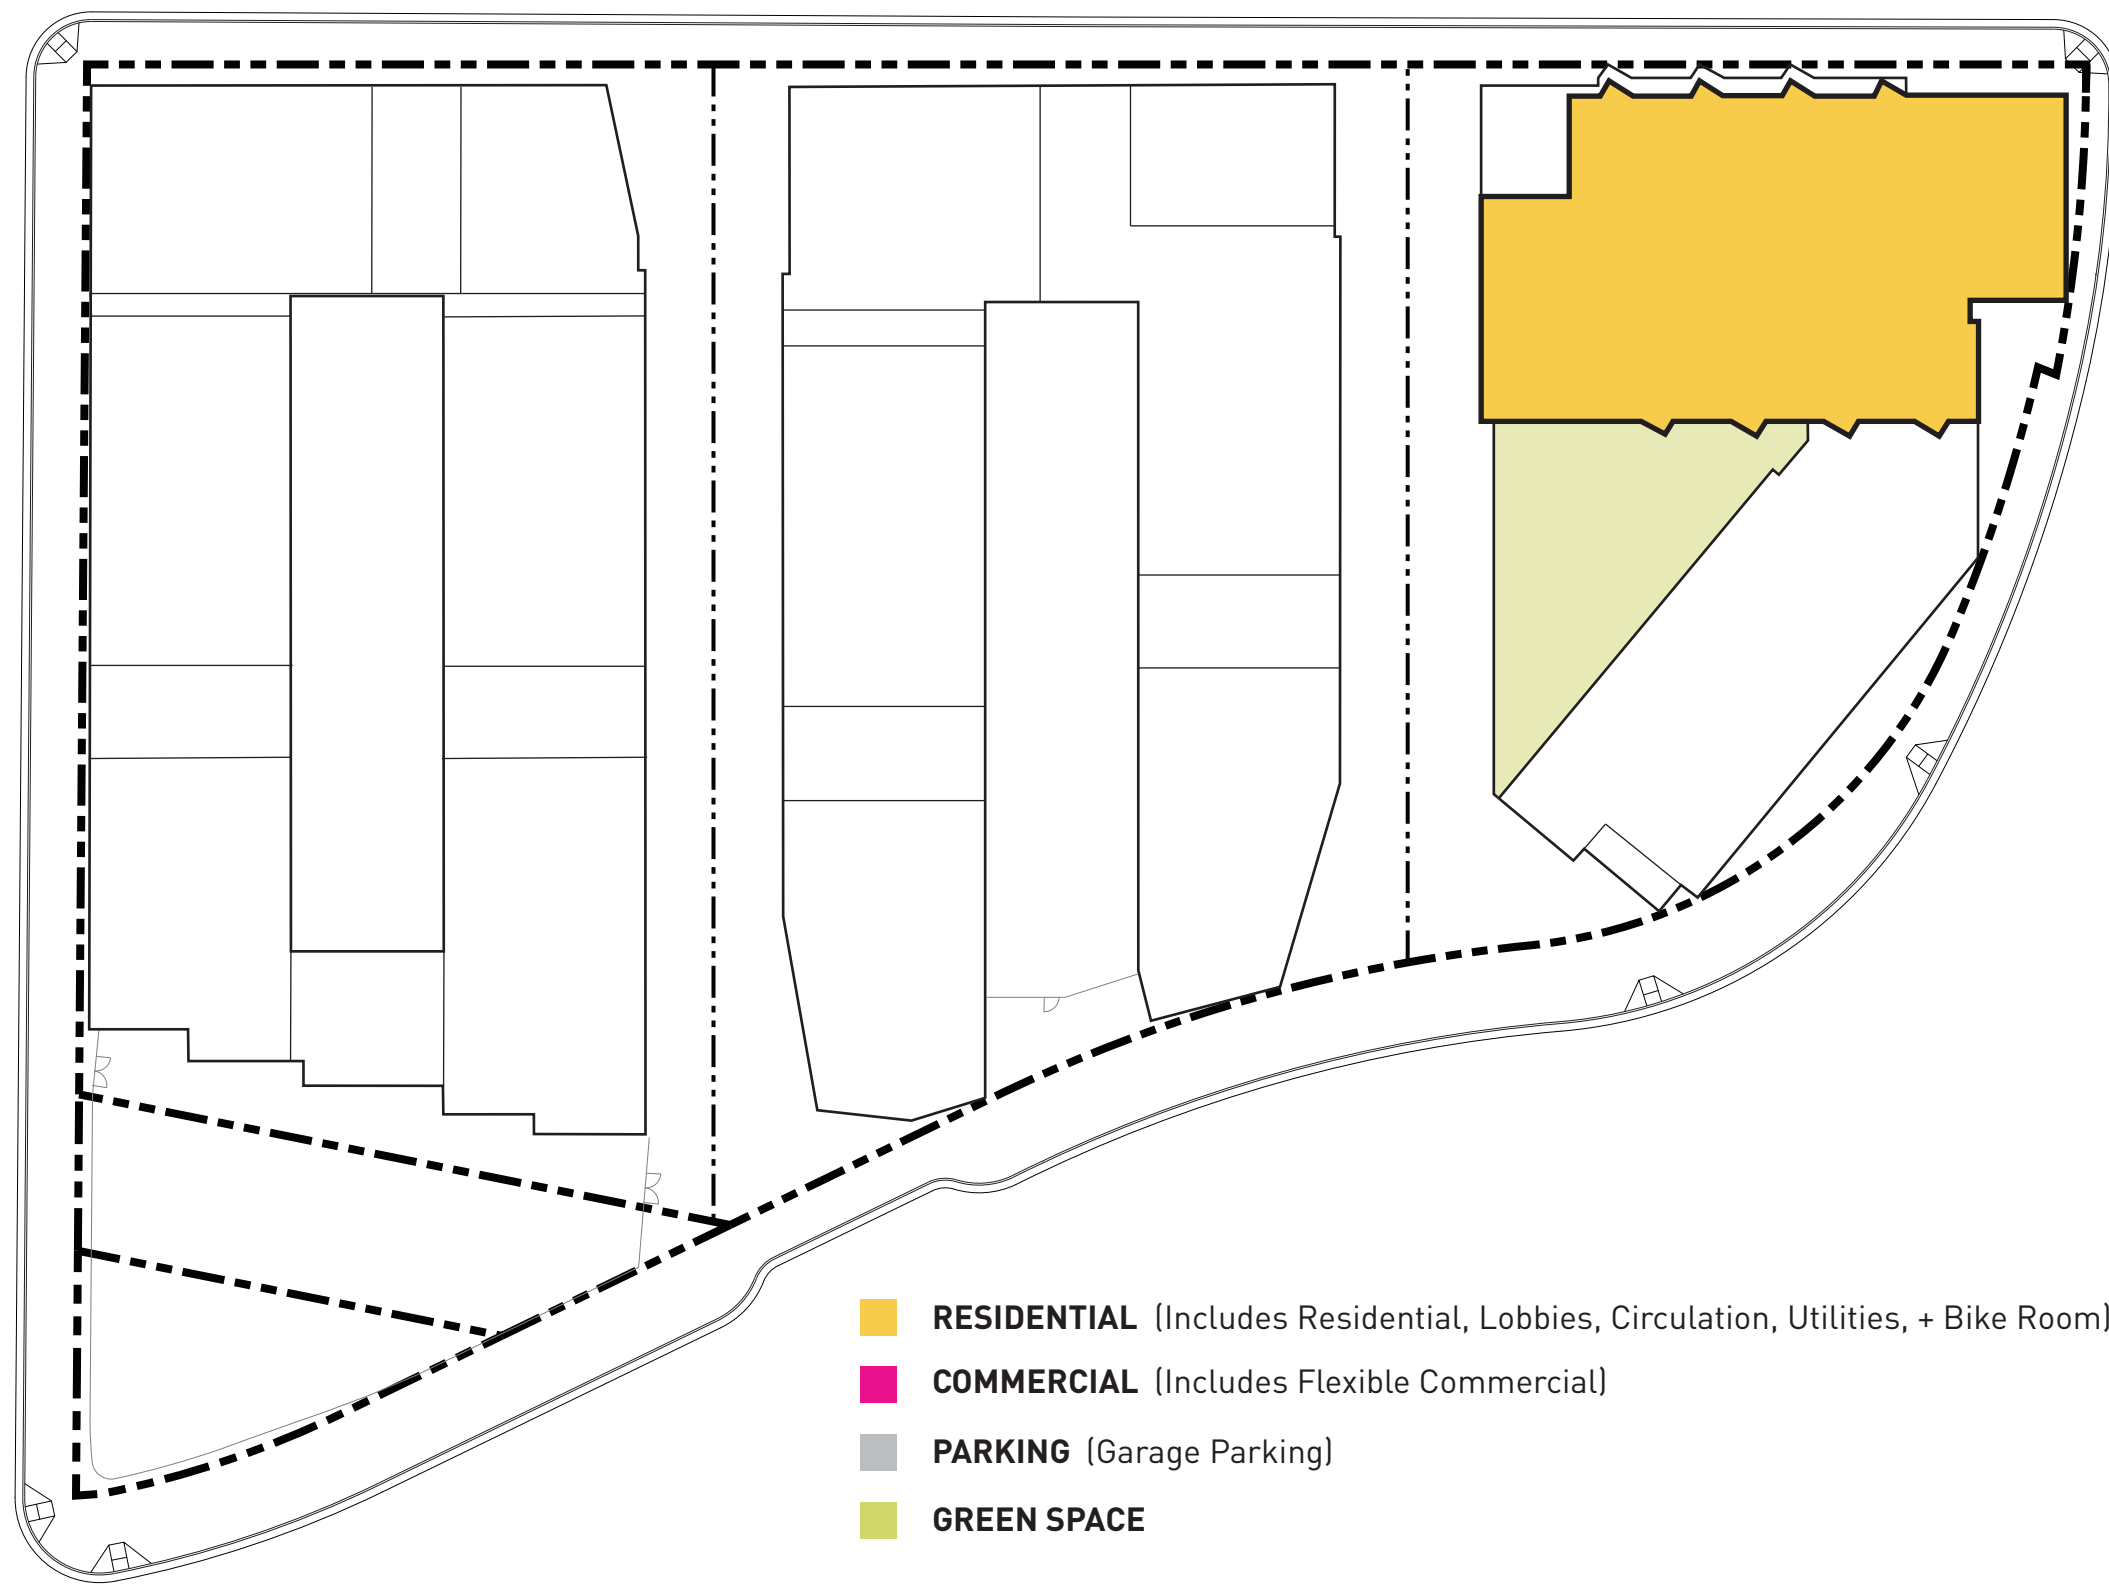 RESIDENTIAL (Includes Residential, Lobbies, Circulation, Utilities, + Bike Room)
COMMERCIAL (Includes Flexible Commercial)
PARKING (Garage Parking)
GREEN SPACE